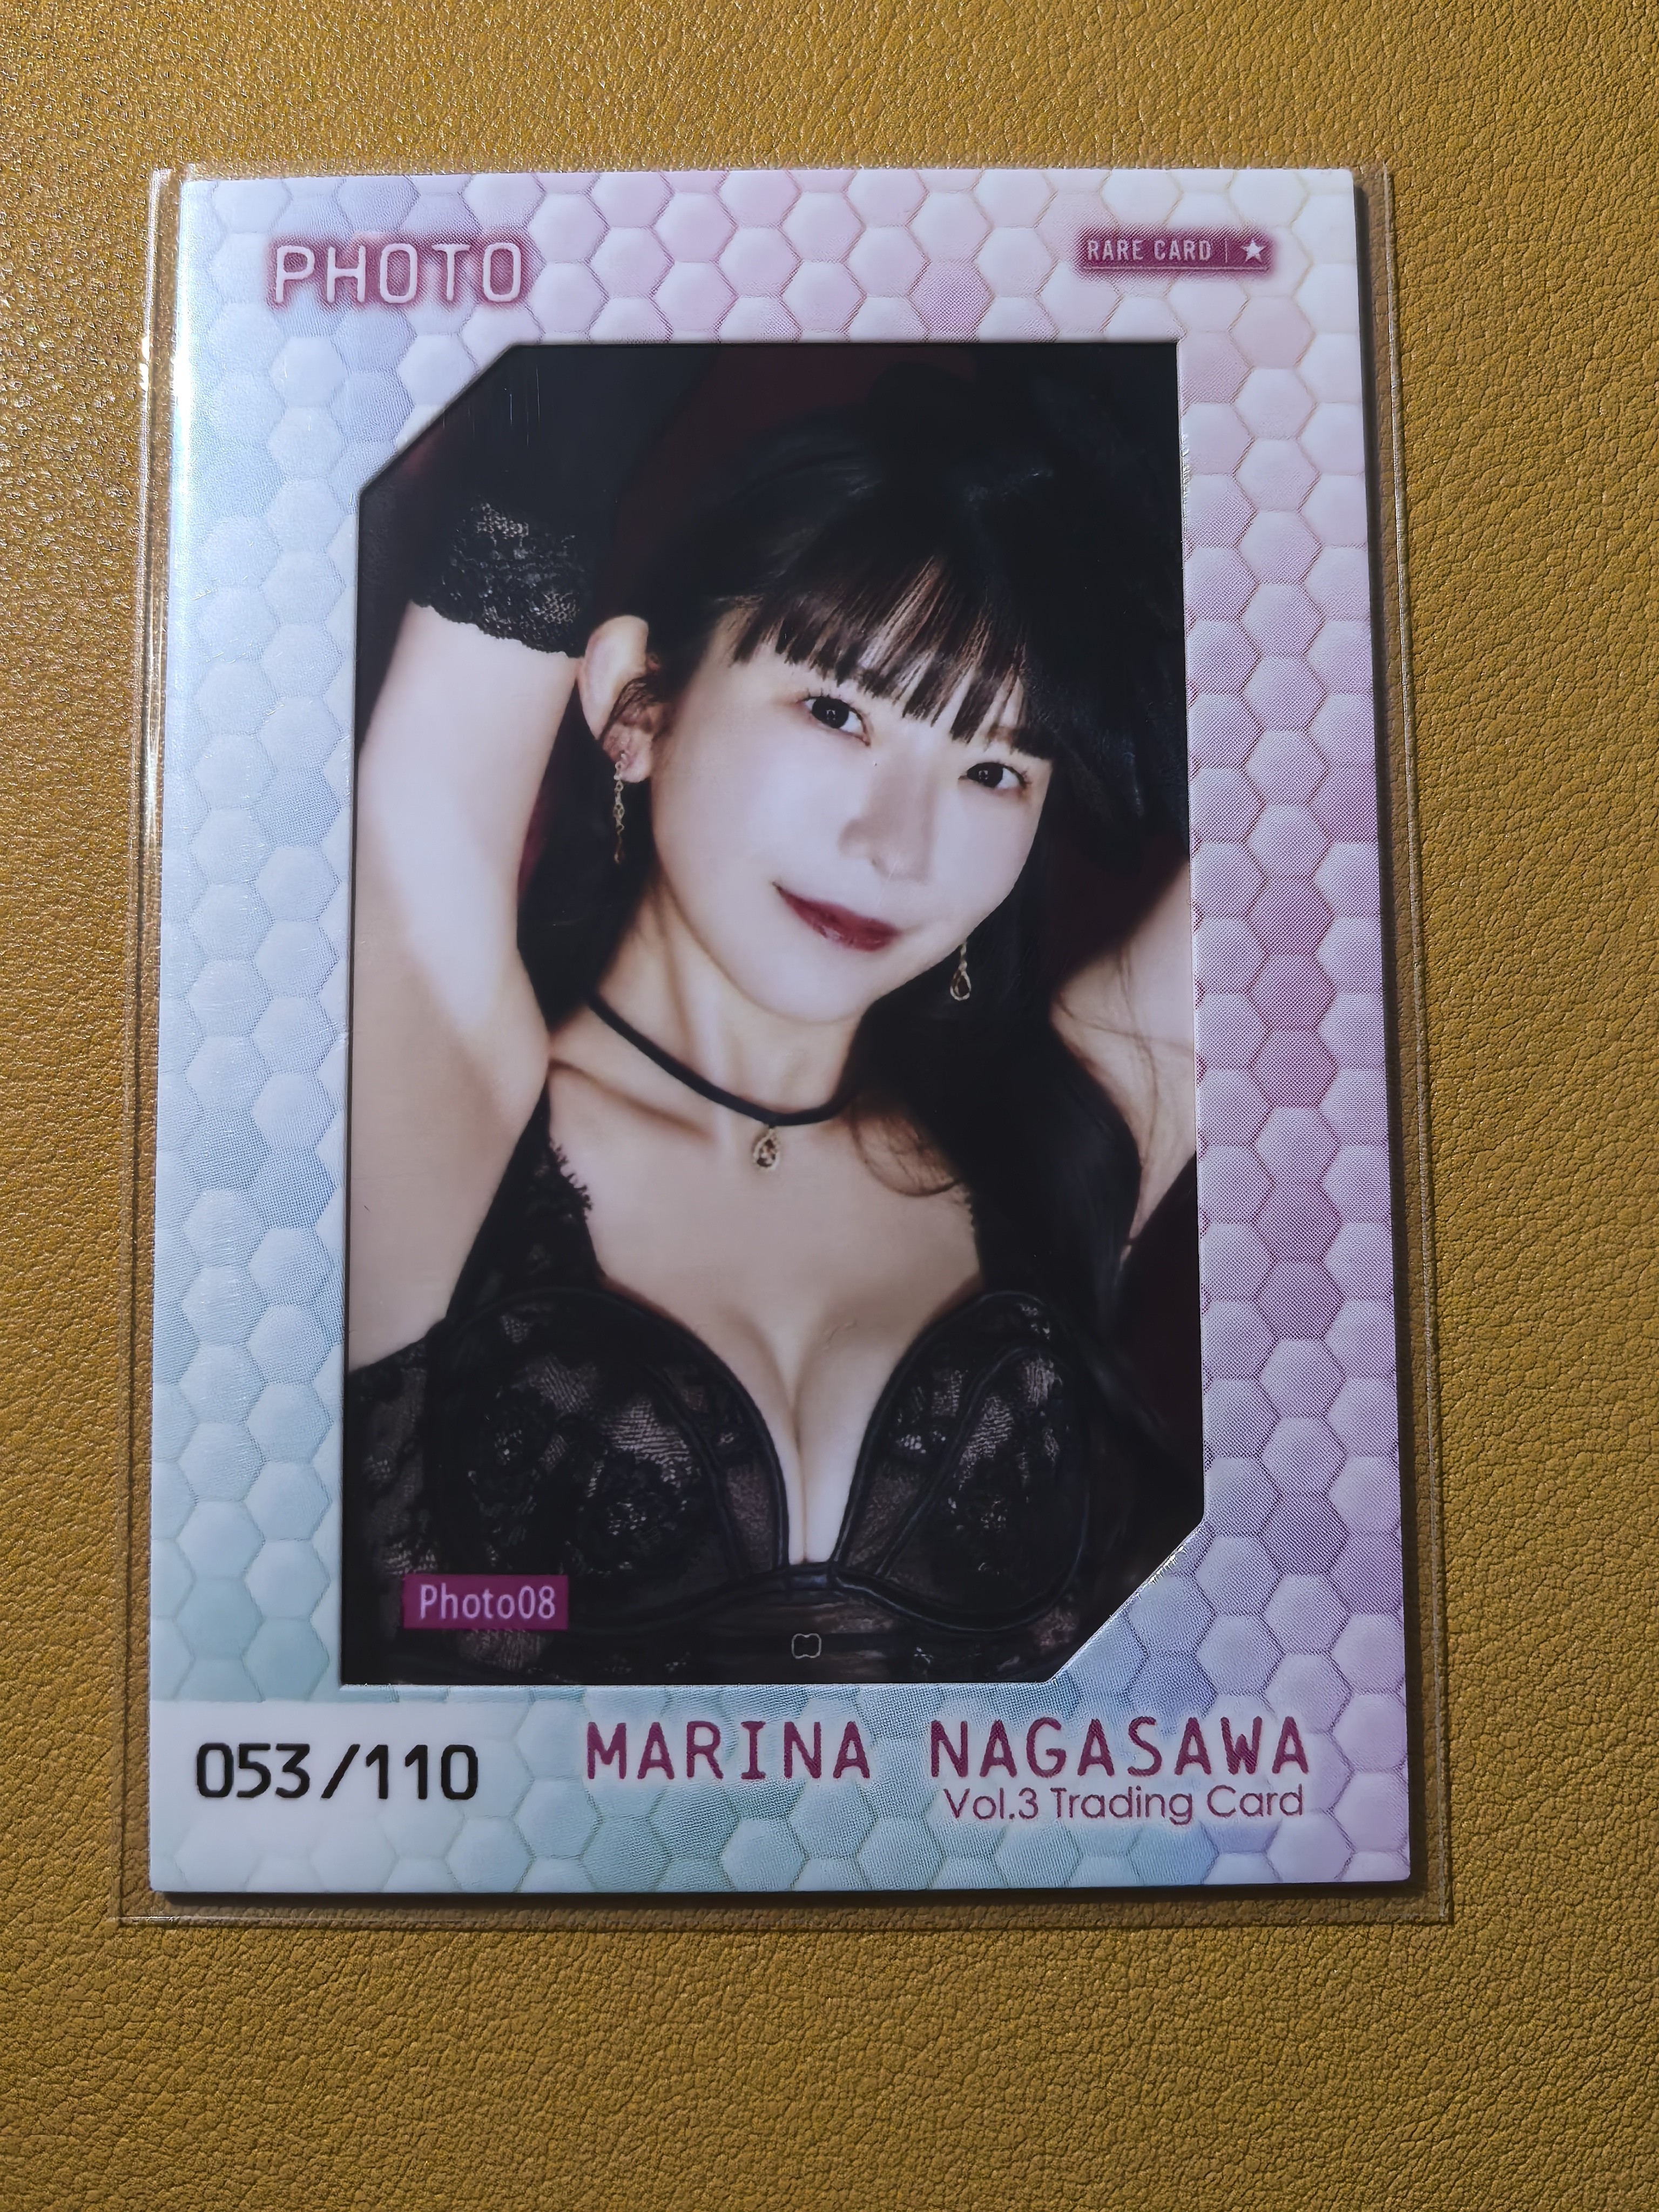 PHOTO
RARE CARD | ★
Photo08
053/110
MARINA NAGASAWA
Vol.3 Trading Card